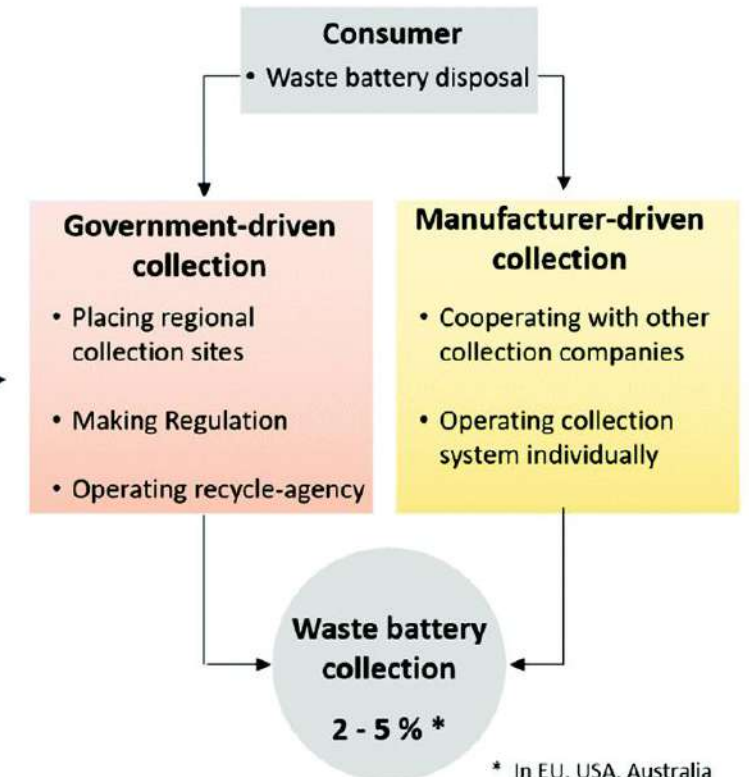 Consumer
• Waste battery disposal
Government-driven
collection
• Placing regional
collection sites
• Making Regulation
• Operating recycle-agency
Manufacturer-driven
collection
• Cooperating with other
collection companies
• Operating collection
system individually
Waste battery
collection
2 - 5 % *
* In EU, USA, Australia